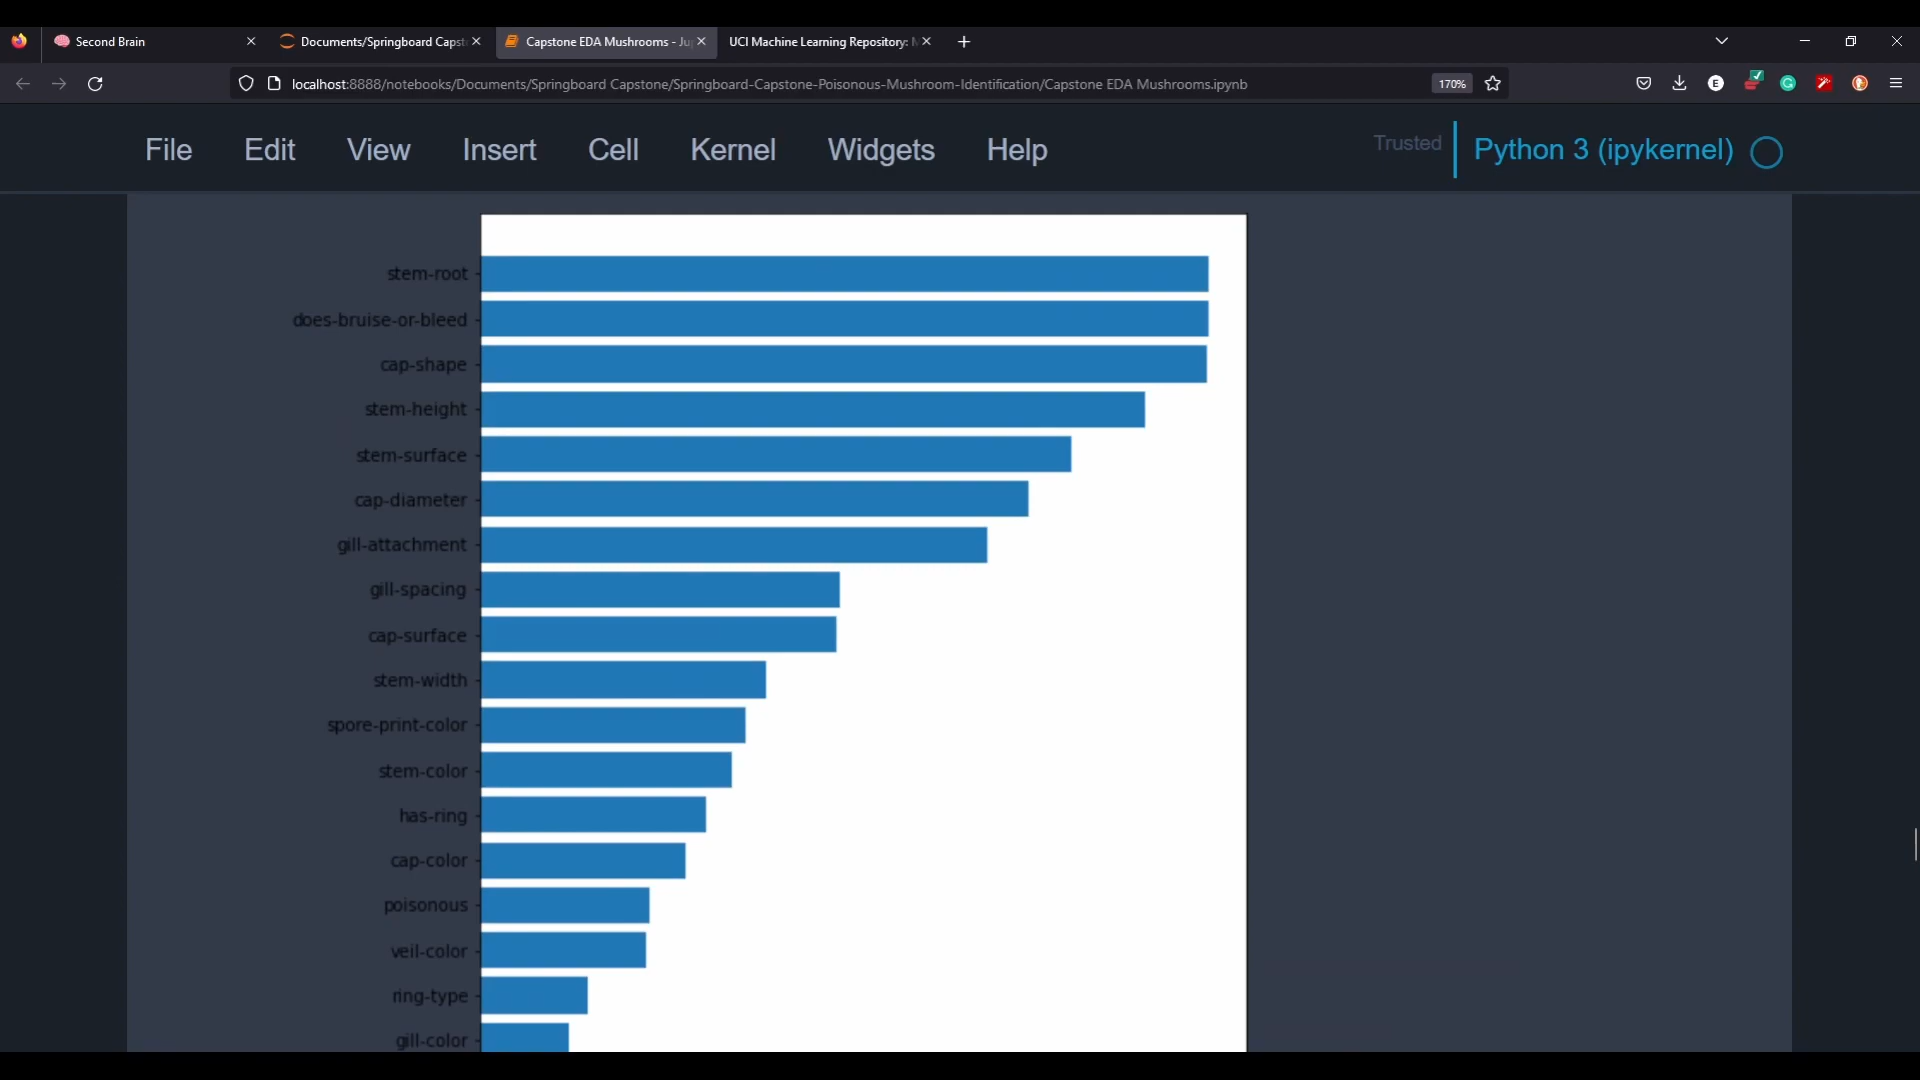 Second Brain
Documents/Springboard Capst
Capstone EDA Mushrooms - Ju
UCI Machine Learning Repository: M
localhost:8888/notebooks/Documents/Springboard Capstone/Springboard-Capstone-Poisonous-Mushroom-Identification/Capstone EDA Mushrooms.ipynb
170%
File Edit View Insert Cell Kernel Widgets Help
Trusted
Python 3 (ipykernel)
stem-root
does-bruise-or-bleed
cap-shape
stem-height
stem-surface
cap-diameter
gill-attachment
gill-spacing
cap-surface
stem-width
spore-print-color
stem-color
has-ring
cap-color
poisonous
veil-color
ring-type
gill-color